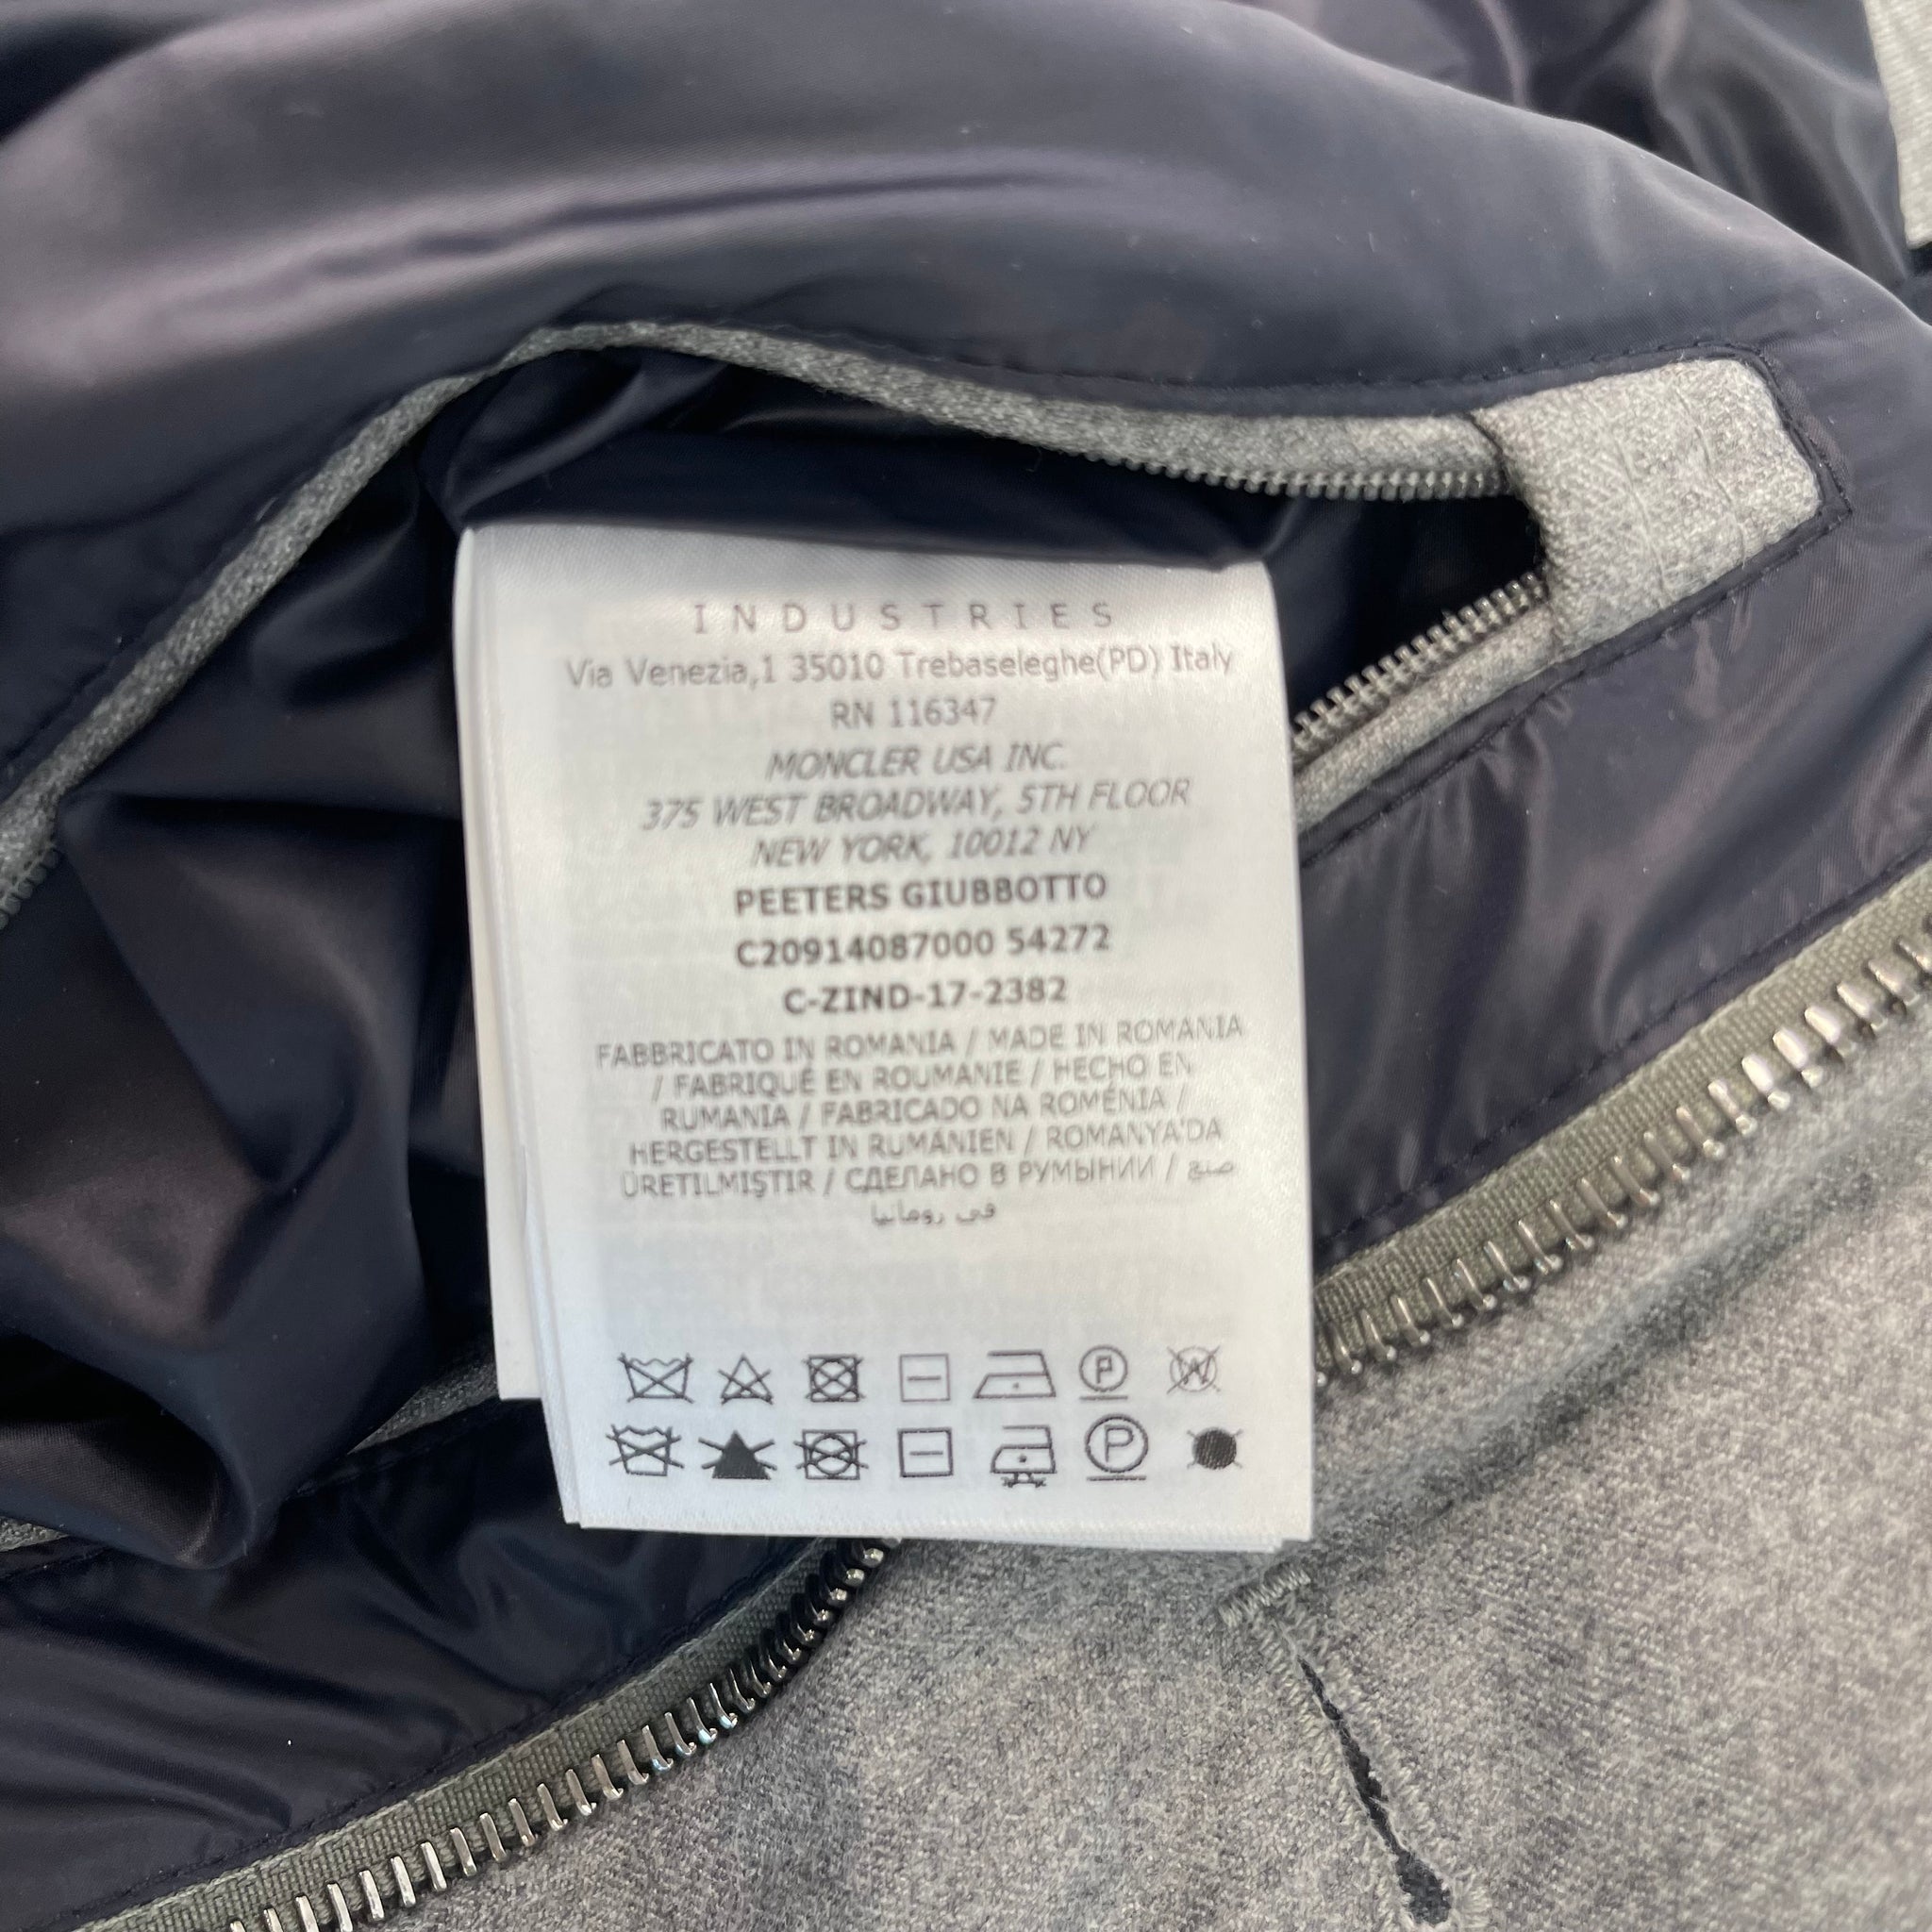 INDUSTRIES
Via Venezia,1 35010 Trebaseleghe(PD) Italy
RN 116347
MONCLER USA INC.
375 WEST BROADWAY, 5TH FLOOR
NEW YORK, 10012 NY
PEETERS GIUBBOTTO
C20914087000 54272
C-ZIND-17-2382
FABBRICATO IN ROMANIA / MADE IN ROMANIA
/ FABRIQUÉ EN ROUMANIE / HECHO EN
RUMANIA / FABRICADO NA ROMÉNIA /
HERGESTELLT IN RUMÄNIEN / ROMANYA'DA
ÜRETILMIŞTIR / СДЕЛАНО В РУМЫНИИ / صنع
في رومانيا
P W
P